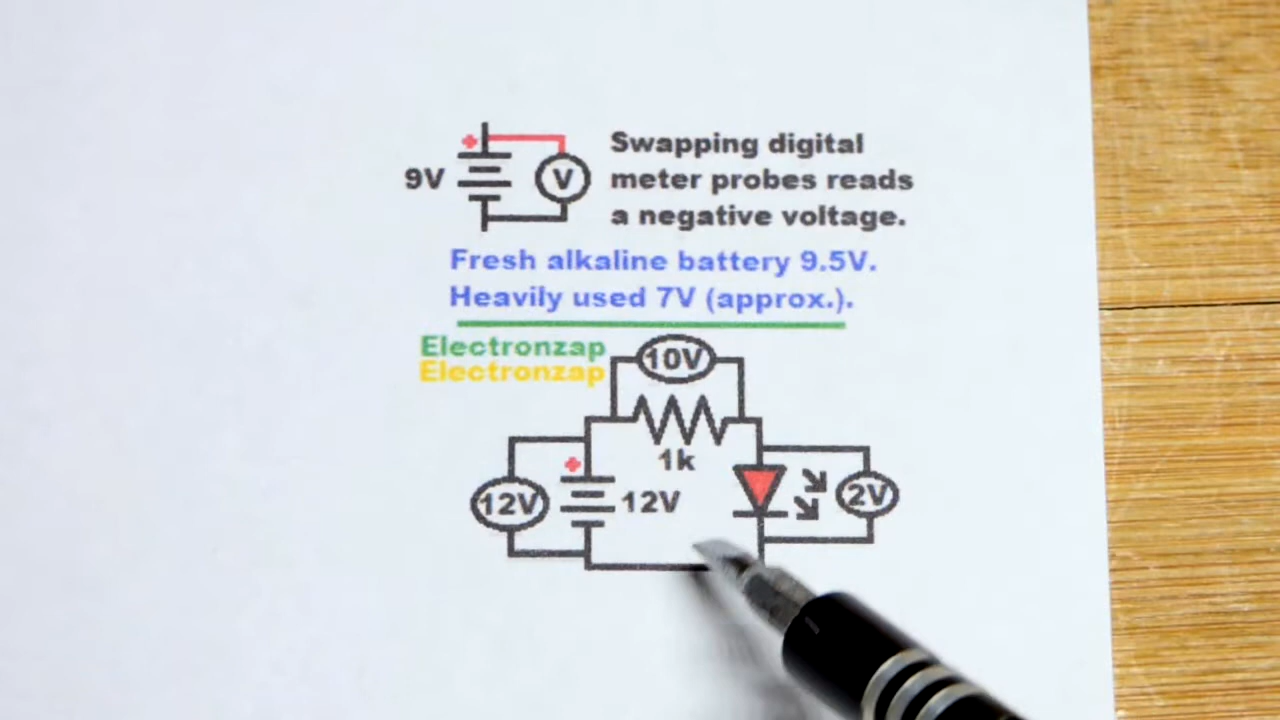 Swapping digital
9V V meter probes reads
a negative voltage.
Fresh alkaline battery 9.5V.
Heavily used 7V (approx.).
Electronzap
Electronzap
10V
1k
12V 12V 2V